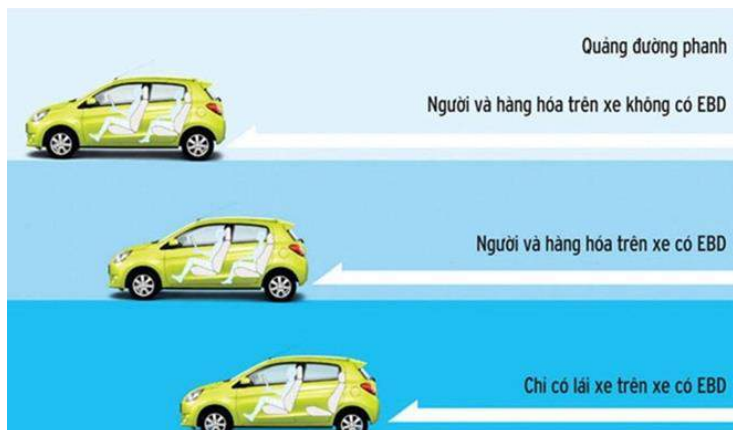 Quảng đường phanh
Người và hàng hóa trên xe không có EBD
Người và hàng hóa trên xe có EBD
Chỉ có lái xe trên xe có EBD